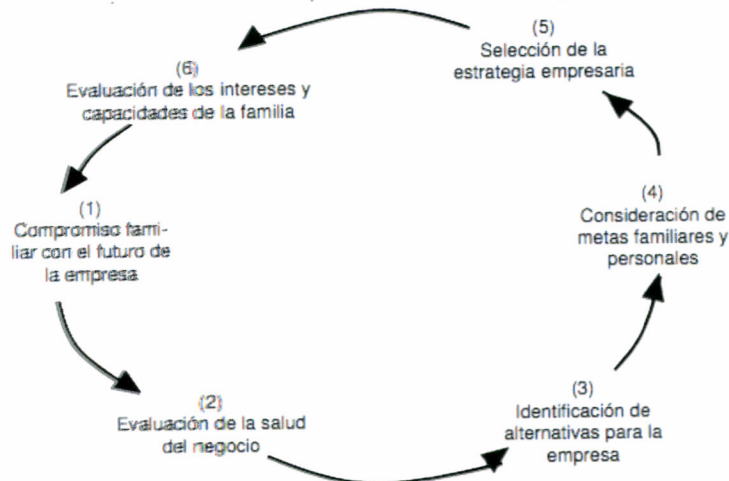 (5)
Selección de la
estrategia empresaria
(6)
Evaluación de los intereses y
capacidades de la familia
(4)
Consideración de
metas familiares y
personales
(1)
Compromiso fami-
liar con el futuro de
la empresa
(3)
Identificación de
alternativas para la
empresa
(2)
Evaluación de la salud
del negocio